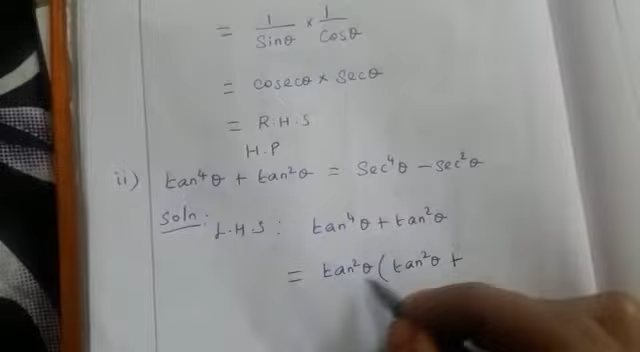 = 1/Sinθ × 1/Cosθ
= cosecθ × Secθ
= R.H.S
H.P
ii) tan⁴θ + tan²θ = Sec⁴θ - sec²θ
Soln: L.H.S: tan⁴θ + tan²θ
= tan²θ (tan²θ +